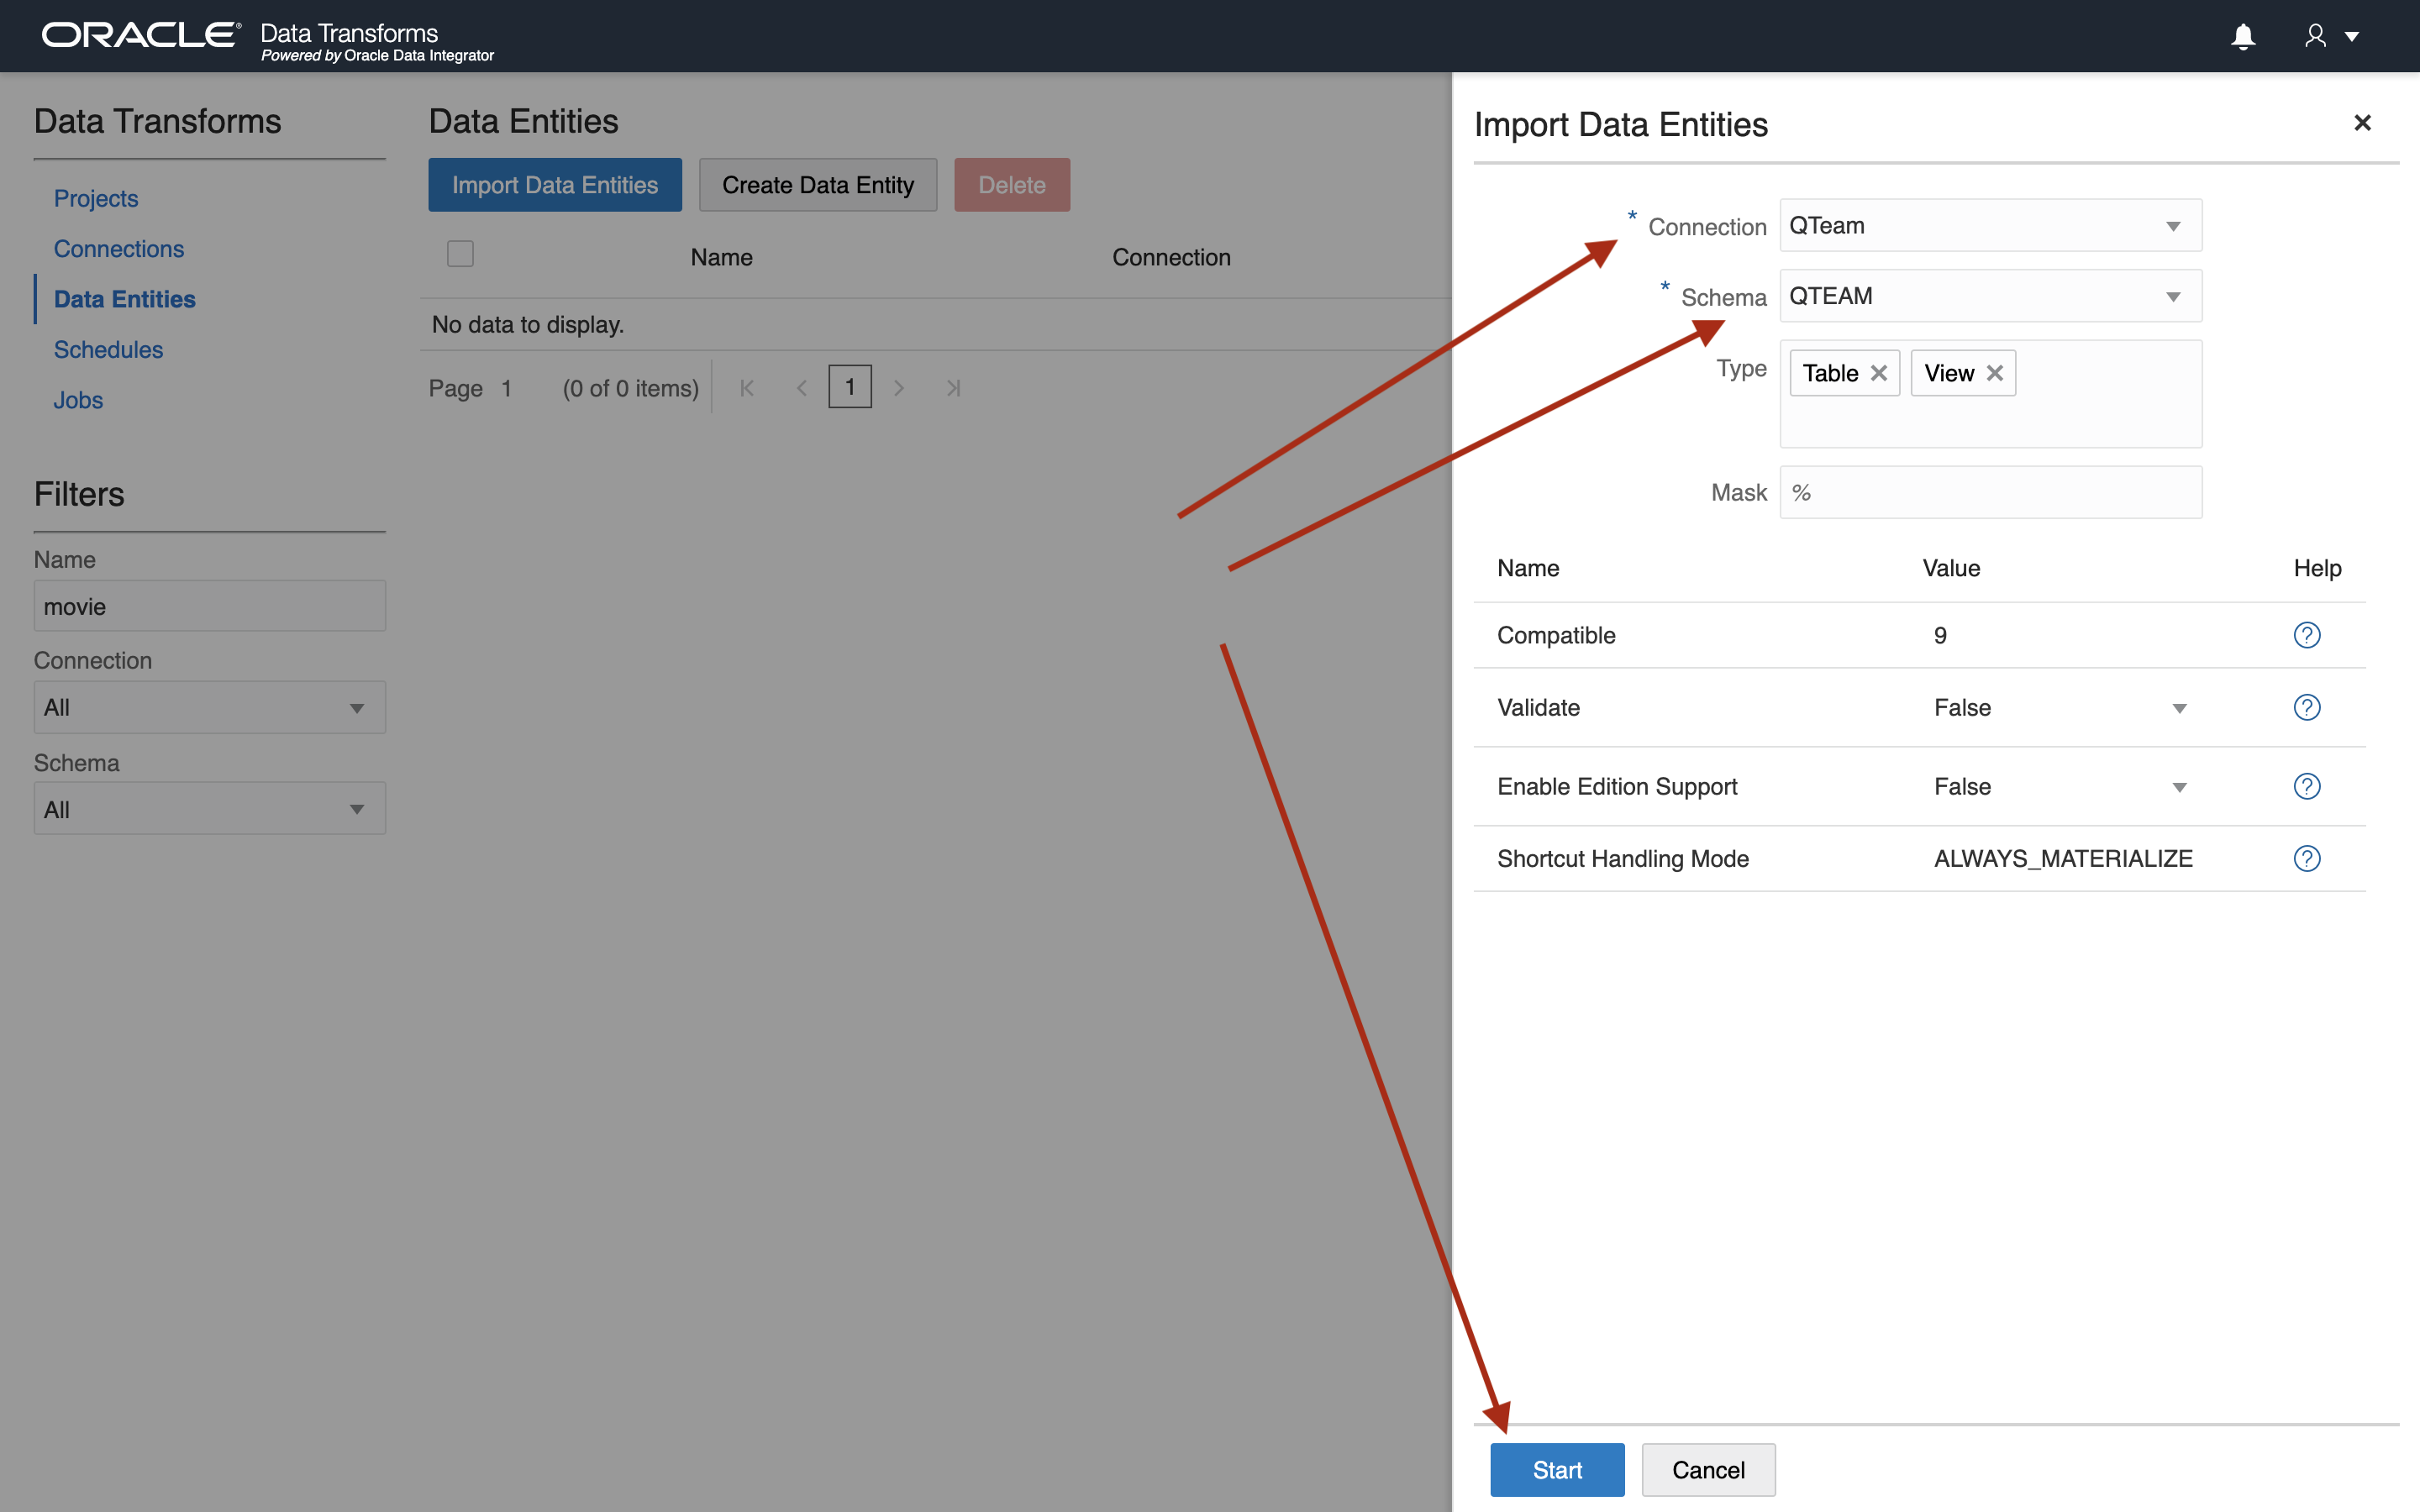 ORACLE® Data Transforms
Powered by Oracle Data Integrator
Data Transforms
Projects
Connections
Data Entities
Schedules
Jobs
Filters
Name
movie
Connection
All
Schema
All
Data Entities
Import Data Entities Create Data Entity Delete
Name Connection
No data to display.
Page 1 (0 of 0 items) 1
Import Data Entities
* Connection QTeam
* Schema QTEAM
Type Table View
Mask %
Name Value Help
Compatible 9 ?
Validate False ?
Enable Edition Support False ?
Shortcut Handling Mode ALWAYS_MATERIALIZE ?
Start Cancel